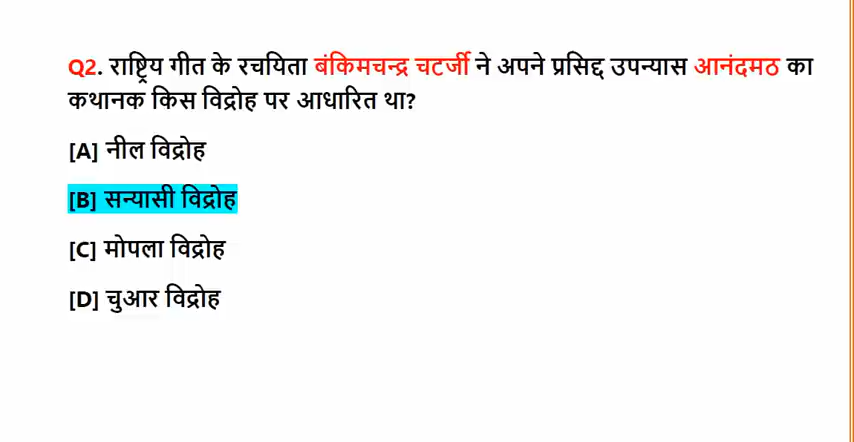 Q2. राष्ट्रिय गीत के रचयिता बंकिमचन्द्र चटर्जी ने अपने प्रसिद्द उपन्यास आनंदमठ का
कथानक किस विद्रोह पर आधारित था?
[A] नील विद्रोह
[B] सन्यासी विद्रोह
[C] मोपला विद्रोह
[D] चुआर विद्रोह